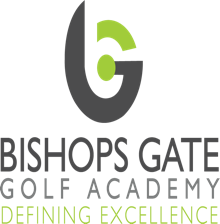 BISHOPS GATE
GOLF ACADEMY
DEFINING EXCELLENCE